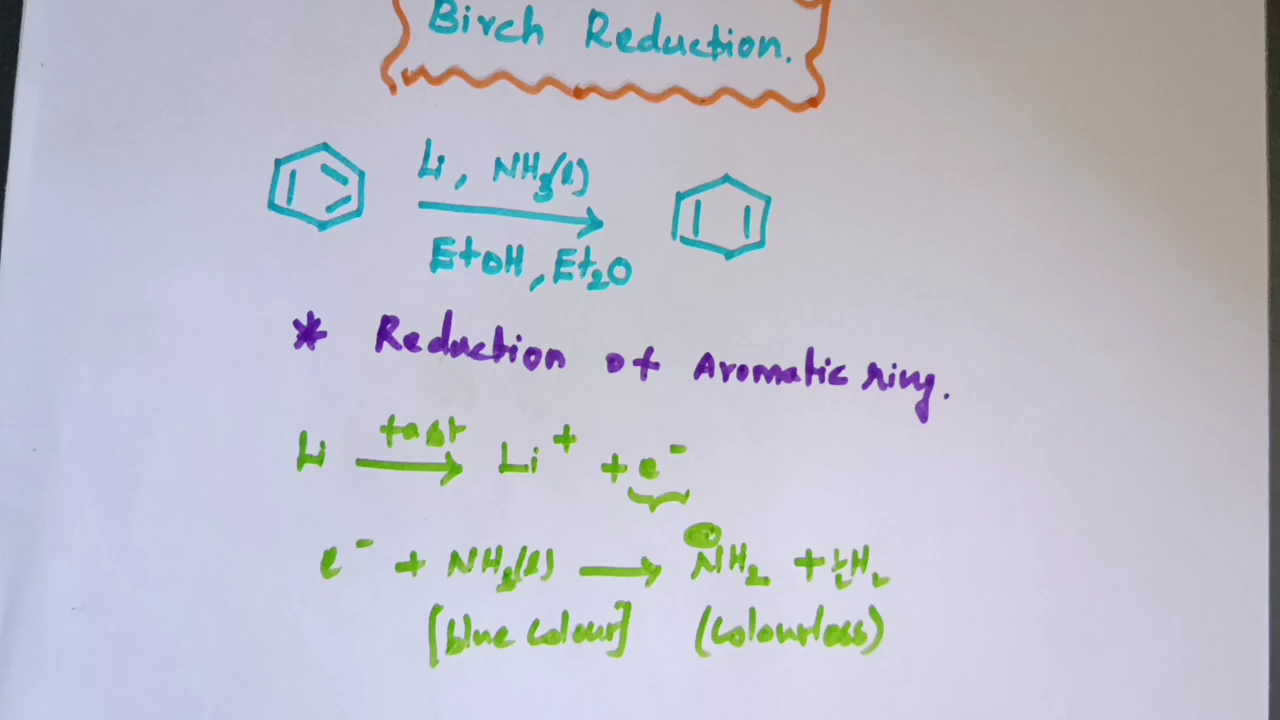 Birch Reduction.
Li, NH₃(l)
EtOH, Et₂O
* Reduction of Aromatic ring.
Li fast → Li⁺ + e⁻
e⁻ + NH₃(l) → ⊖NH₂ + ½H₂
[blue colour] (colourless)